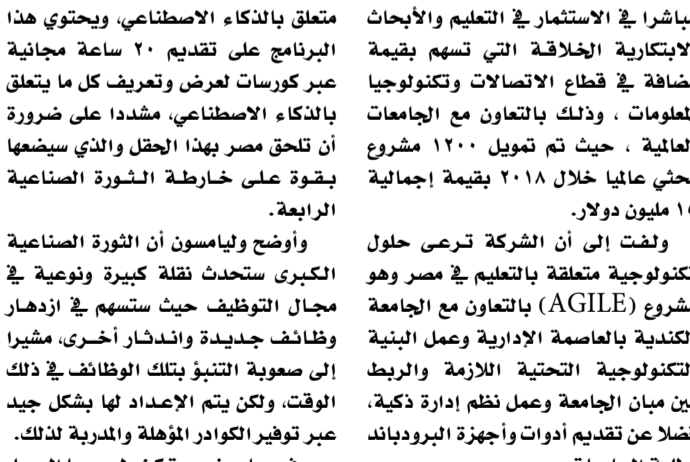 مباشرا في الاستثمار في التعليم والأبحاث
الابتكارية الخلاقة التي تسهم بقيمة
مضافة في قطاع الاتصالات وتكنولوجيا
المعلومات ، وذلك بالتعاون مع الجامعات
العالمية ، حيث تم تمويل ١٢٠٠ مشروع
بحثي عالميا خلال ٢٠١٨ بقيمة إجمالية
مليون دولار.
ولفت إلى أن الشركة ترعى حلول
تكنولوجية متعلقة بالتعليم في مصر وهو
مشروع (AGILE) بالتعاون مع الجامعة
الكندية بالعاصمة الإدارية وعمل البنية
التكنولوجية التحتية اللازمة والربط
بين مبان الجامعة وعمل نظم إدارة ذكية،
فضلا عن تقديم أدوات وأجهزة البرودباند
متعلق بالذكاء الاصطناعي، ويحتوي هذا
البرنامج على تقديم ٢٠ ساعة مجانية
عبر كورسات لعرض وتعريف كل ما يتعلق
بالذكاء الاصطناعي، مشددا على ضرورة
أن تلحق مصر بهذا الحقل والذي سيضعها
بقوة على خارطة الثورة الصناعية
الرابعة.
وأوضح وليامسون أن الثورة الصناعية
الكبرى ستحدث نقلة كبيرة ونوعية في
مجال التوظيف حيث ستسهم في ازدهار
وظائف جديدة واندثار أخرى، مشيرا
إلى صعوبة التنبؤ بتلك الوظائف في ذلك
الوقت، ولكن يتم الإعداد لها بشكل جيد
عبر توفير الكوادر المؤهلة والمدربة لذلك.